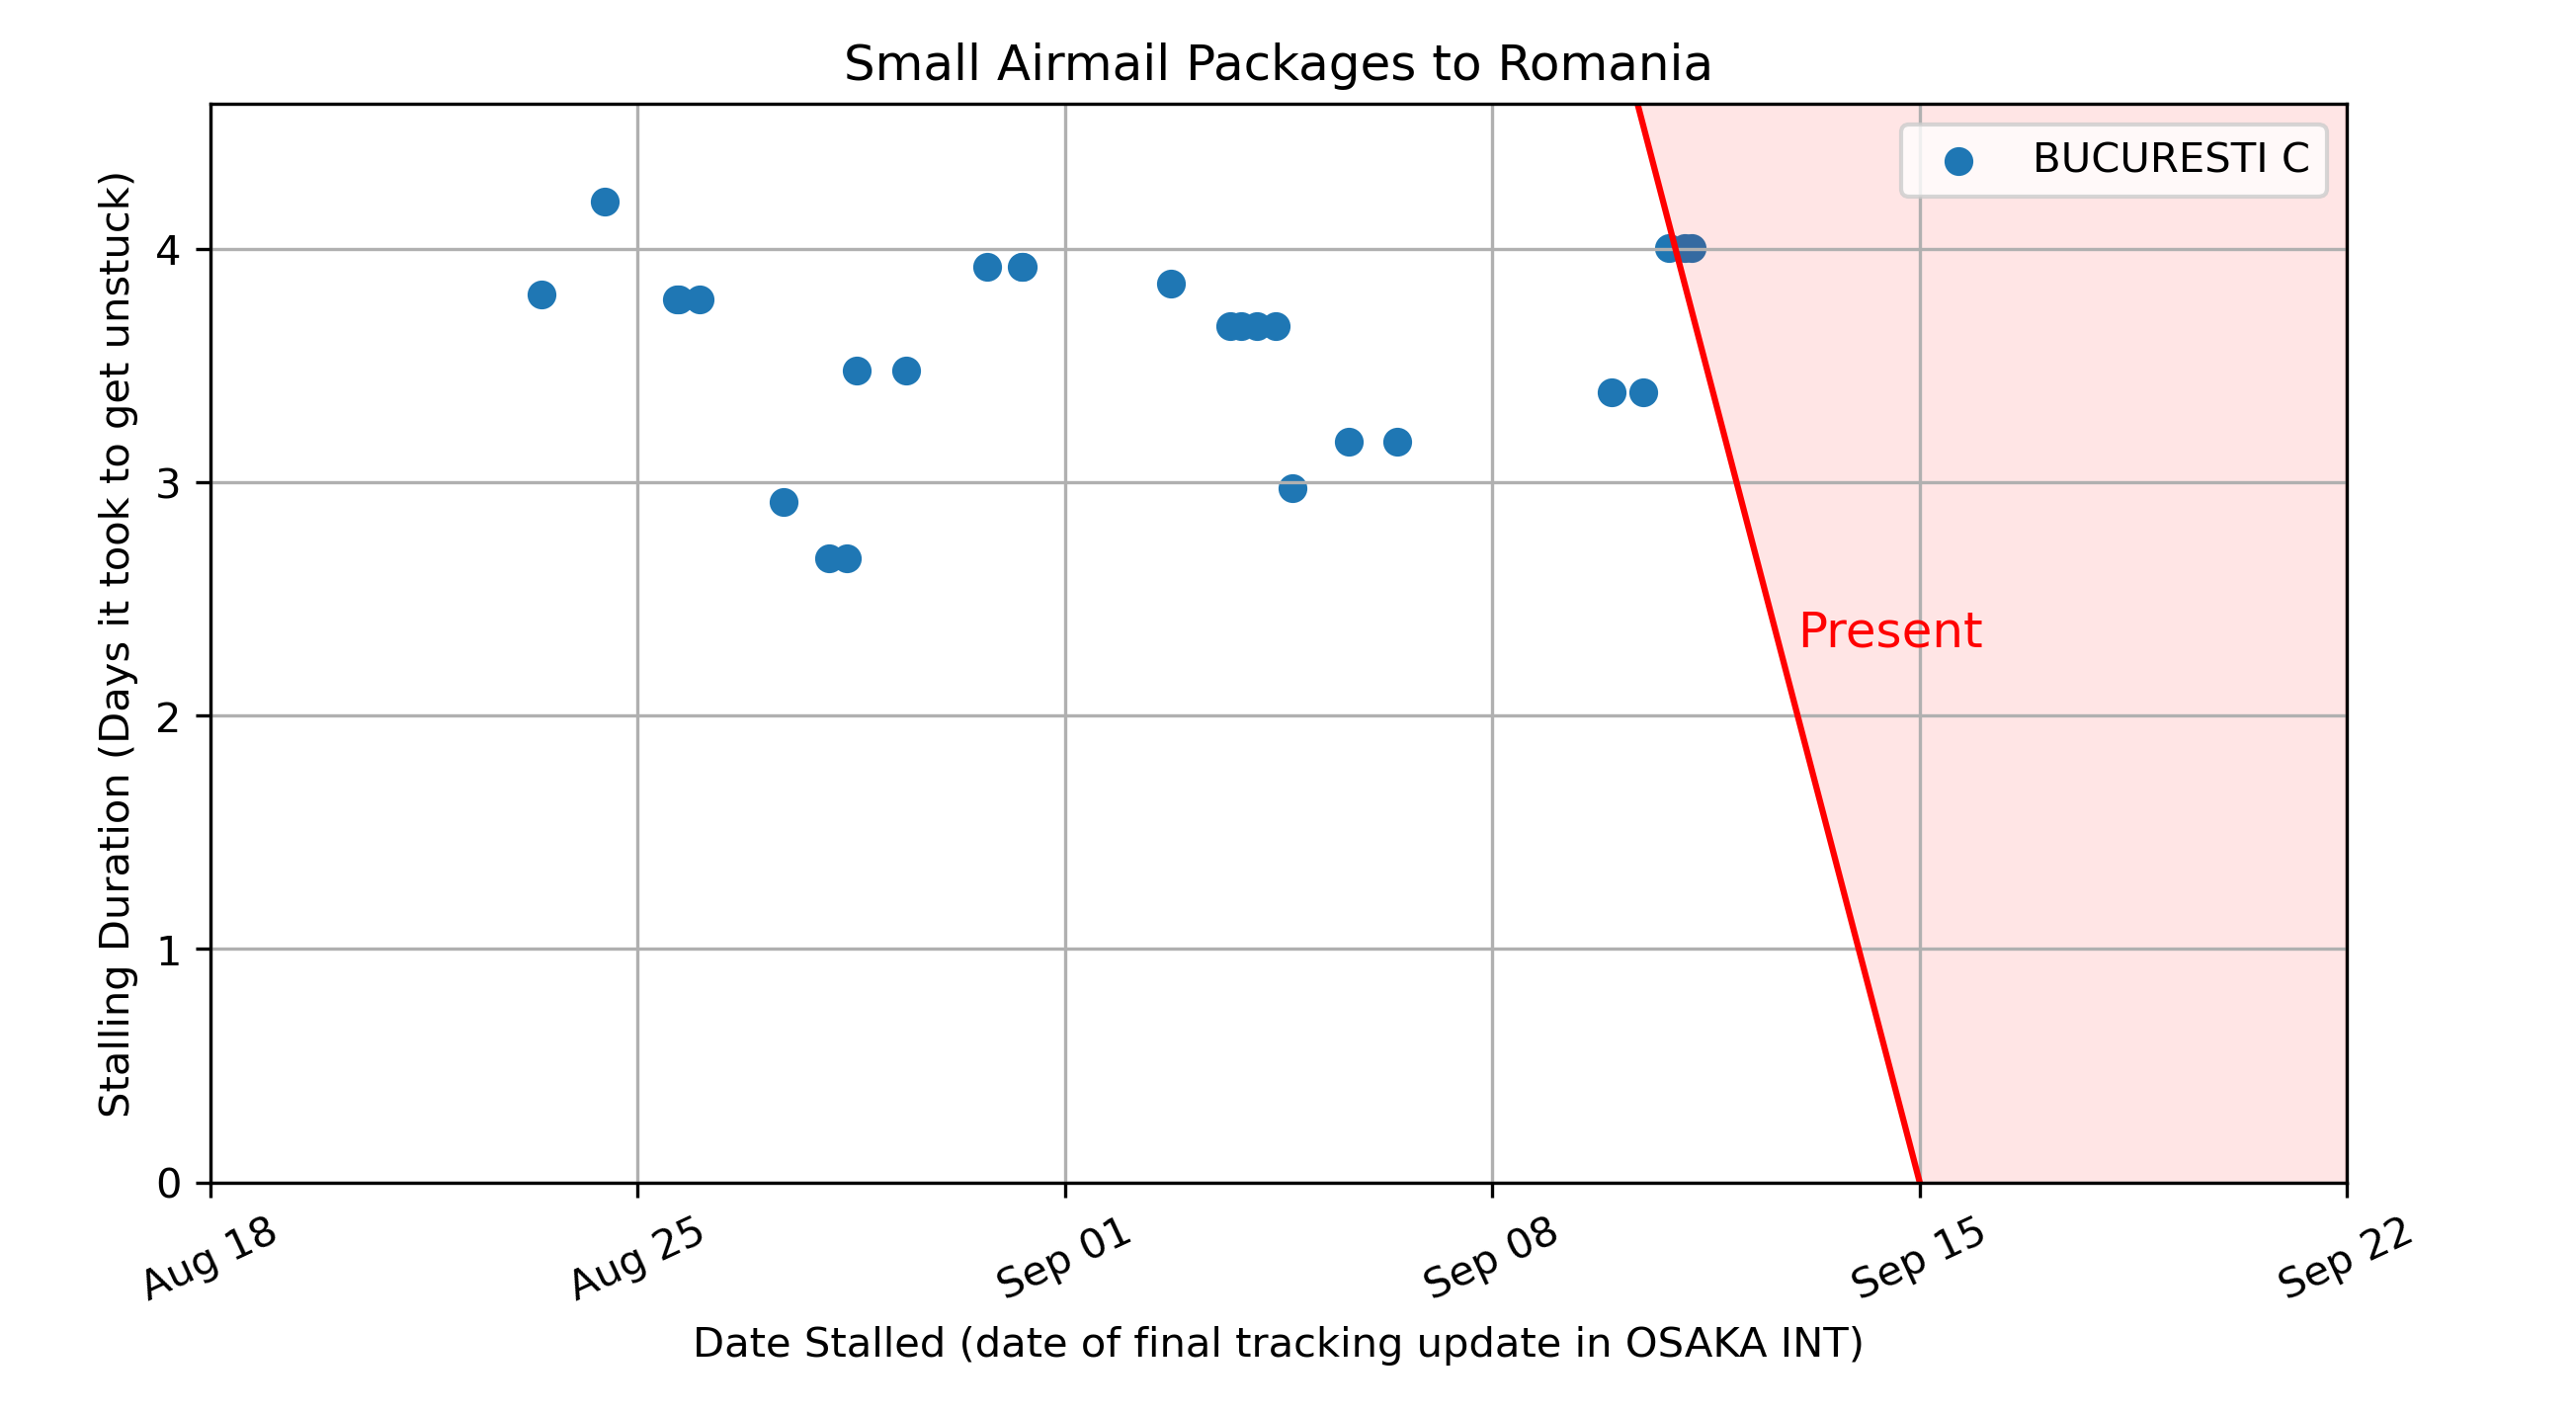 Small Airmail Packages to Romania
BUCURESTI C
Stalling Duration (Days it took to get unstuck)
4
3
2
1
0
Present
Aug 18
Aug 25
Sep 01
Sep 08
Sep 15
Sep 22
Date Stalled (date of final tracking update in OSAKA INT)